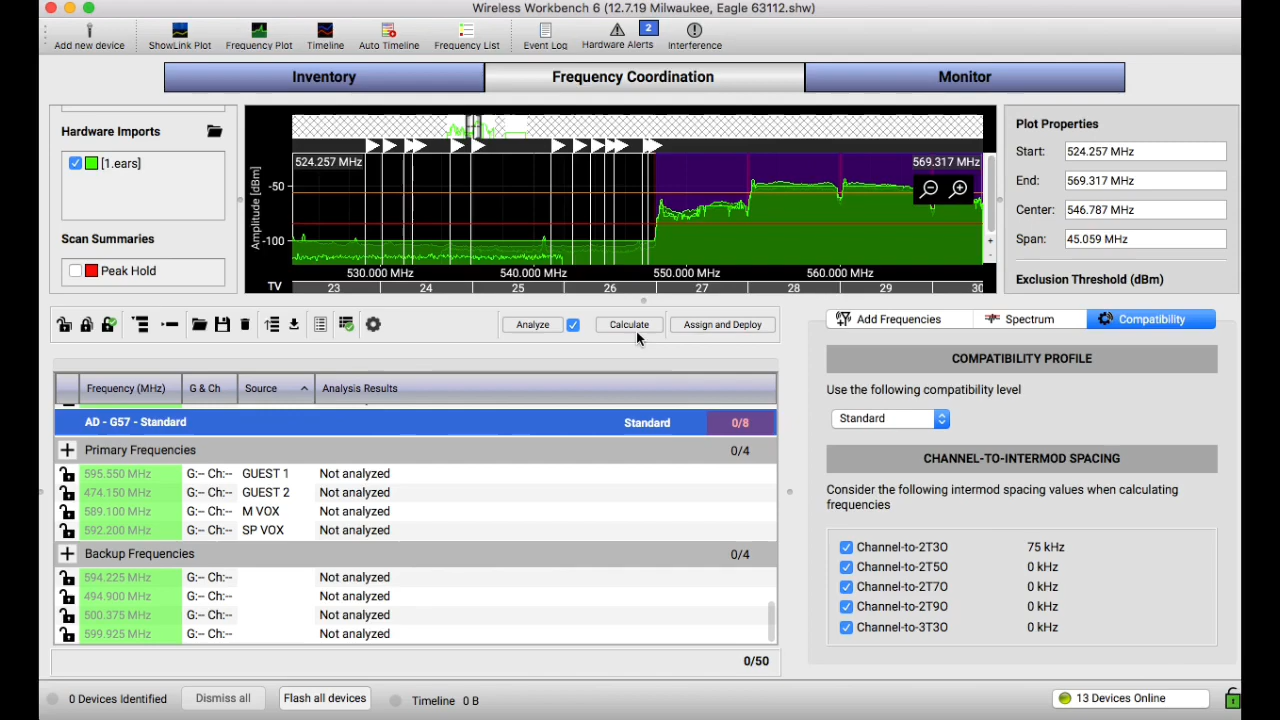 Wireless Workbench 6 (12.7.19 Milwaukee, Eagle 63112.shw)
Add new device
ShowLink Plot
Frequency Plot
Timeline
Auto Timeline
Frequency List
Event Log
Hardware Alerts
2
Interference
Inventory
Frequency Coordination
Monitor
Hardware Imports
[1.ears]
Scan Summaries
Peak Hold
524.257 MHz
569.317 MHz
Amplitude [dBm]
-50
-100
530.000 MHz
540.000 MHz
550.000 MHz
560.000 MHz
TV
23
24
25
26
27
28
29
30
+
-
Plot Properties
Start: 524.257 MHz
End: 569.317 MHz
Center: 546.787 MHz
Span: 45.059 MHz
Exclusion Threshold (dBm)
Analyze
Calculate
Assign and Deploy
Frequency (MHz) G & Ch Source Analysis Results
AD - G57 - Standard Standard 0/8
Primary Frequencies 0/4
595.550 MHz G:-- Ch:-- GUEST 1 Not analyzed
474.150 MHz G:-- Ch:-- GUEST 2 Not analyzed
589.100 MHz G:-- Ch:-- M VOX Not analyzed
592.200 MHz G:-- Ch:-- SP VOX Not analyzed
Backup Frequencies 0/4
594.225 MHz G:-- Ch:-- Not analyzed
494.900 MHz G:-- Ch:-- Not analyzed
500.375 MHz G:-- Ch:-- Not analyzed
599.925 MHz G:-- Ch:-- Not analyzed
0/50
Add Frequencies
Spectrum
Compatibility
COMPATIBILITY PROFILE
Use the following compatibility level
Standard
CHANNEL-TO-INTERMOD SPACING
Consider the following intermod spacing values when calculating
frequencies
Channel-to-2T3O 75 kHz
Channel-to-2T5O 0 kHz
Channel-to-2T7O 0 kHz
Channel-to-2T9O 0 kHz
Channel-to-3T3O 0 kHz
0 Devices Identified
Dismiss all
Flash all devices
Timeline 0 B
13 Devices Online